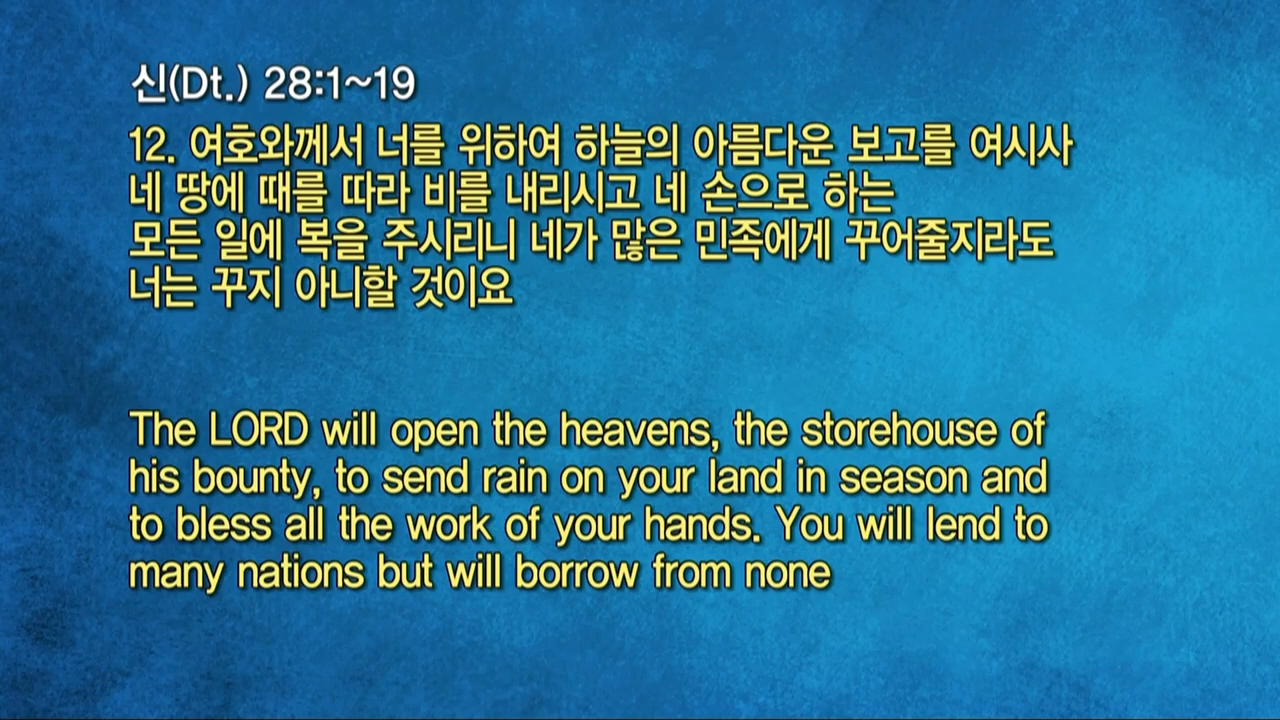 신(Dt.) 28:1~19
12. 여호와께서 너를 위하여 하늘의 아름다운 보고를 여시사
네 땅에 때를 따라 비를 내리시고 네 손으로 하는
모든 일에 복을 주시리니 네가 많은 민족에게 꾸어줄지라도
너는 꾸지 아니할 것이요
The LORD will open the heavens, the storehouse of
his bounty, to send rain on your land in season and
to bless all the work of your hands. You will lend to
many nations but will borrow from none